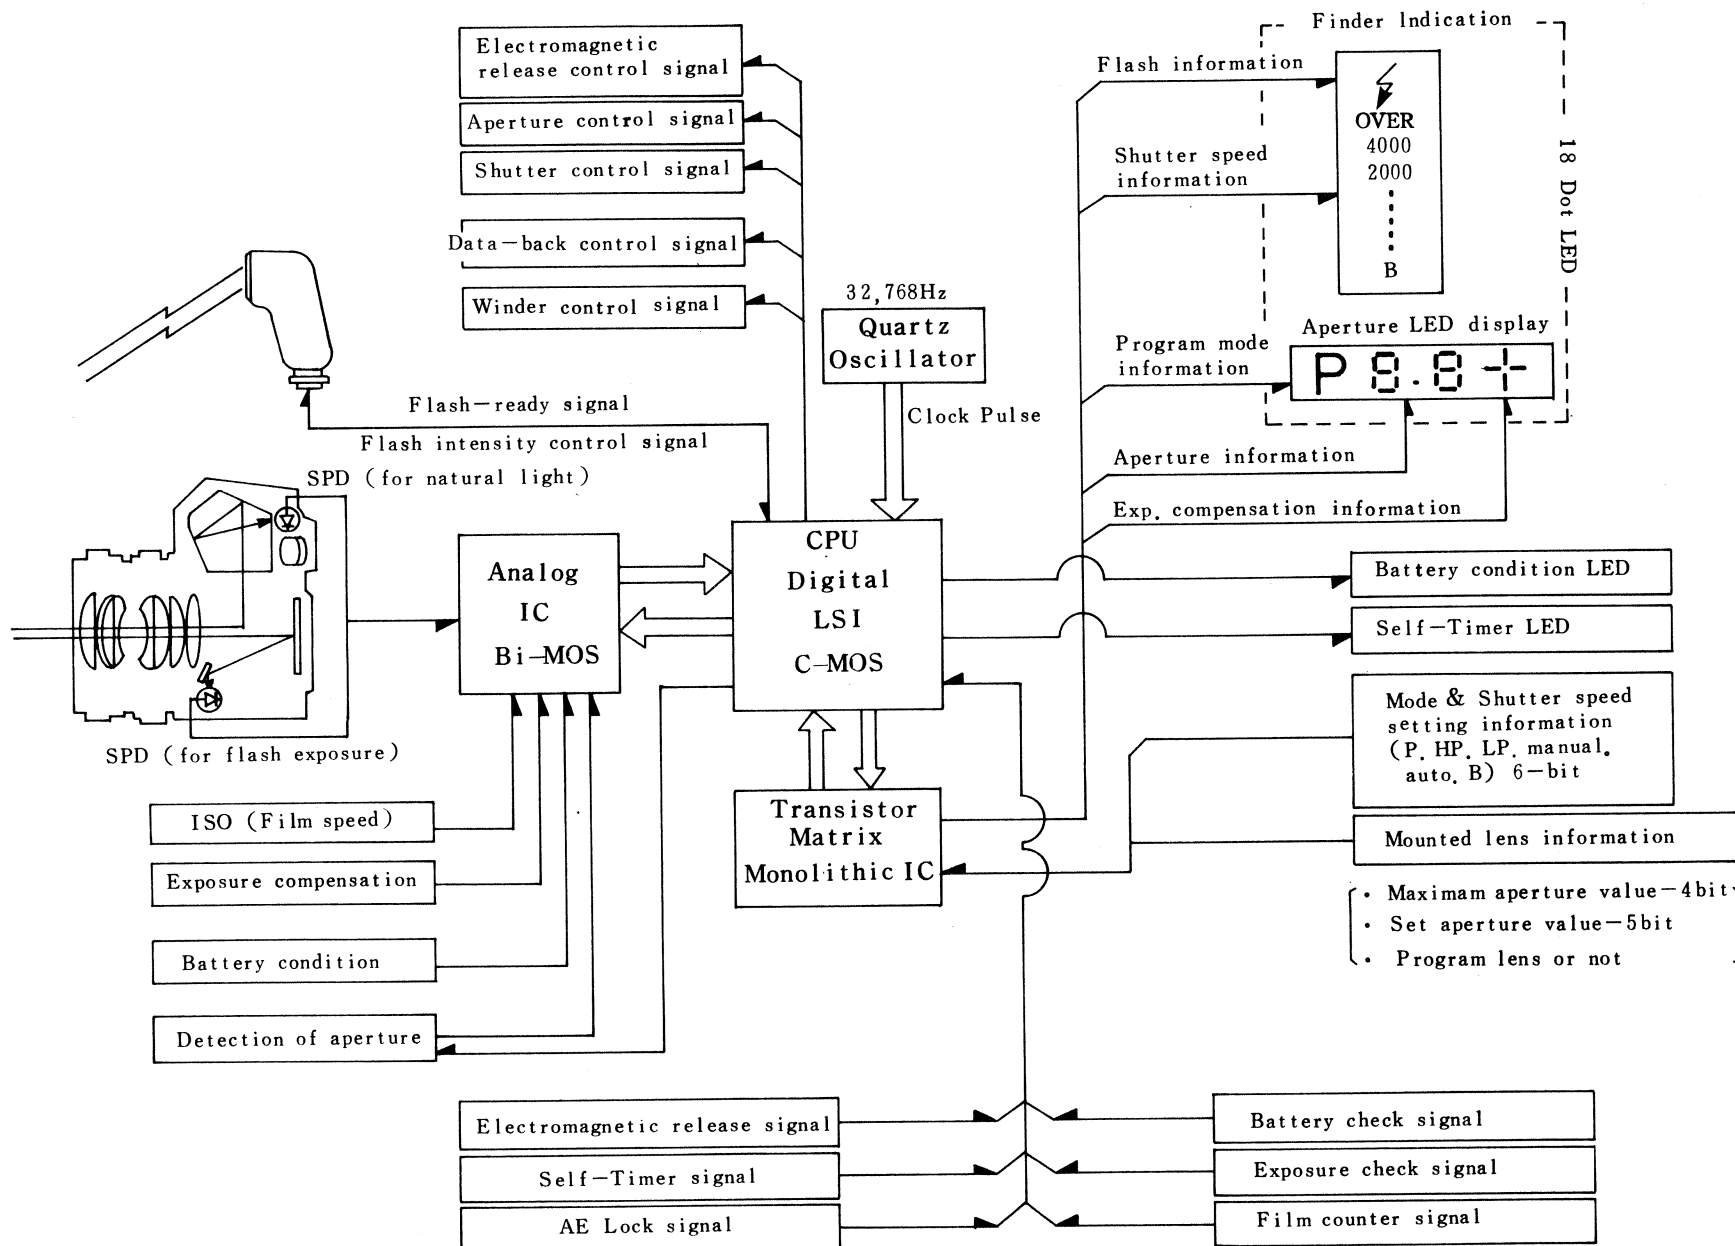 Electromagnetic
release control signal
Aperture control signal
Shutter control signal
Data-back control signal
Winder control signal
Finder Indication
Flash information
OVER
4000
2000
B
18 Dot LED
Shutter speed
information
Aperture LED display
P 8.8 +
Program mode
information
Aperture information
Exp. compensation information
32,768Hz
Quartz
Oscillator
Clock Pulse
Flash-ready signal
Flash intensity control signal
SPD (for natural light)
SPD (for flash exposure)
Analog
IC
Bi-MOS
CPU
Digital
LSI
C-MOS
Transistor
Matrix
Monolithic IC
Battery condition LED
Self-Timer LED
Mode & Shutter speed
setting information
(P. HP. LP. manual.
auto. B) 6-bit
Mounted lens information
• Maximam aperture value-4bit
• Set aperture value-5bit
• Program lens or not
ISO (Film speed)
Exposure compensation
Battery condition
Detection of aperture
Electromagnetic release signal
Self-Timer signal
AE Lock signal
Battery check signal
Exposure check signal
Film counter signal